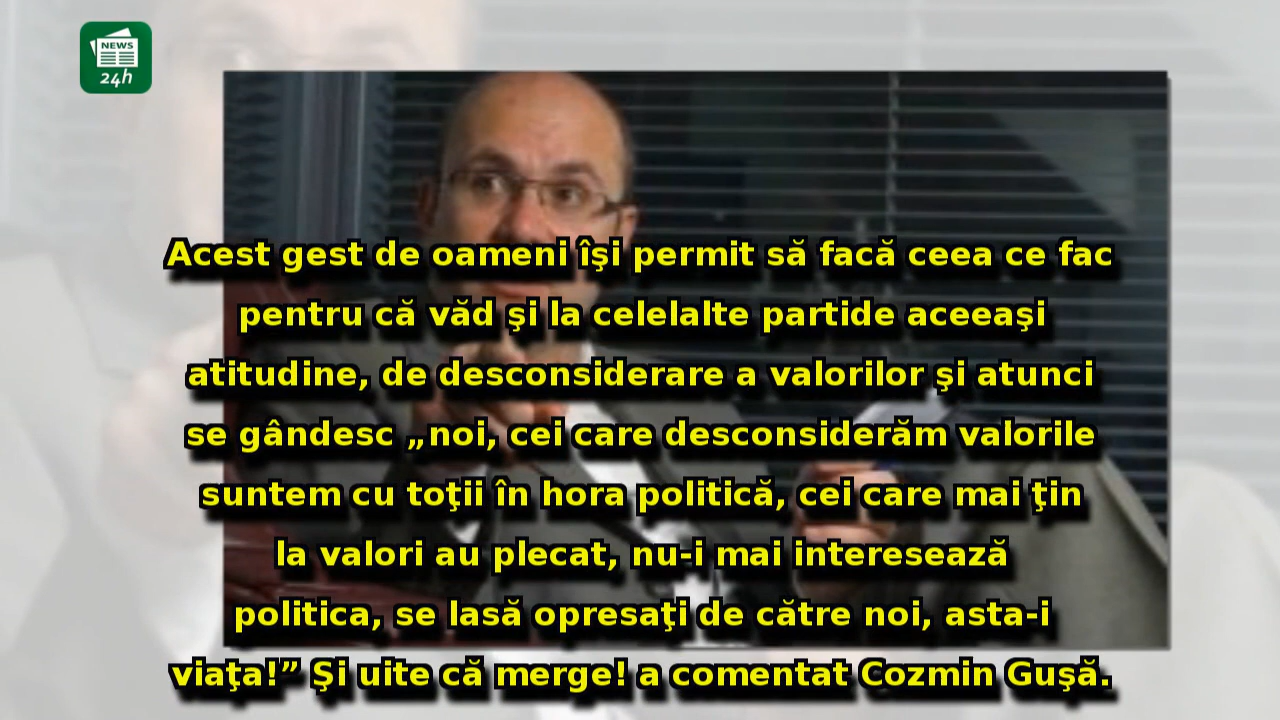 NEWS
24h
Acest gest de oameni îşi permit să facă ceea ce fac
pentru că văd şi la celelalte partide aceeaşi
atitudine, de desconsiderare a valorilor şi atunci
se gândesc „noi, cei care desconsiderăm valorile
suntem cu toţii în hora politică, cei care mai ţin
la valori au plecat, nu-i mai interesează
politica, se lasă opresaţi de către noi, asta-i
viaţa!” Şi uite că merge! a comentat Cozmin Guşă.